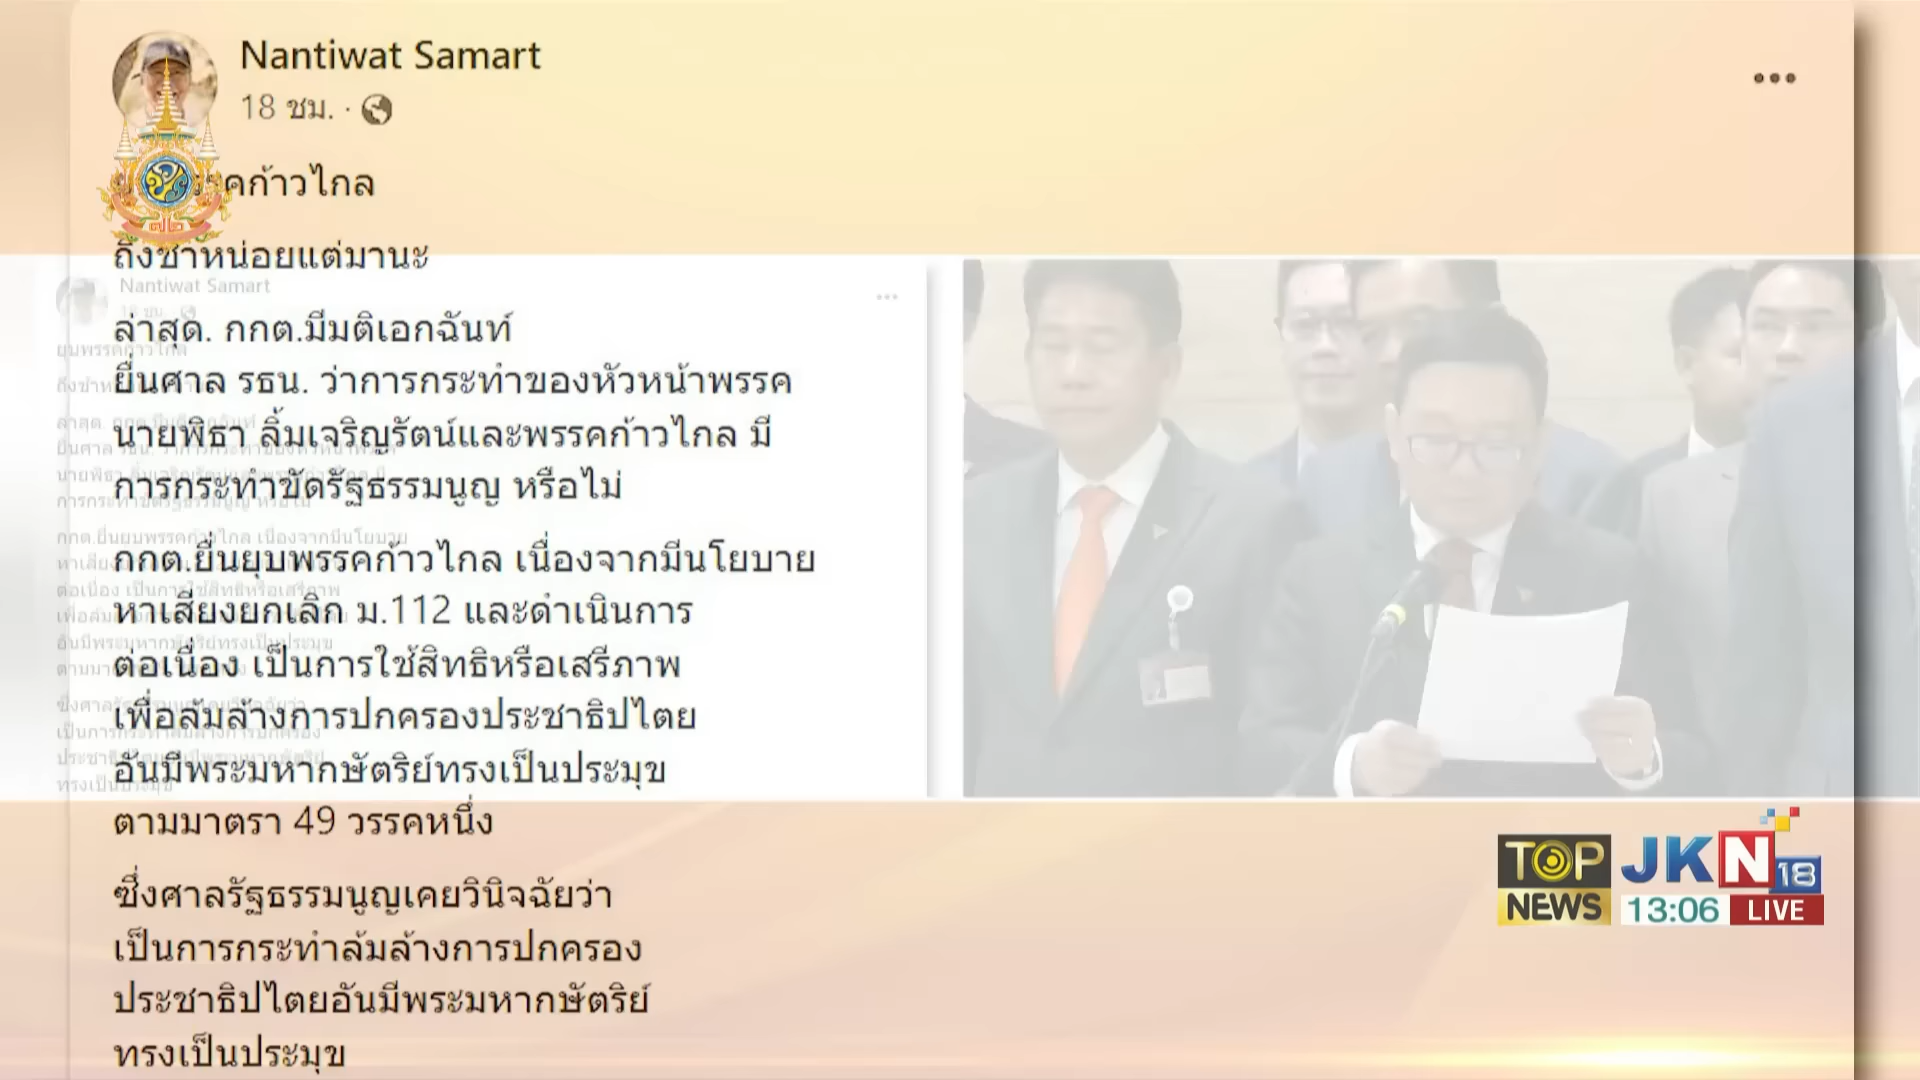 Nantiwat Samart
18 ชม.
ยุบพรรคก้าวไกล
ถึงช้าหน่อยแต่มานะ
ล่าสุด. กกต.มีมติเอกฉันท์
ยื่นศาล รธน. ว่าการกระทำของหัวหน้าพรรค
นายพิธา ลิ้มเจริญรัตน์และพรรคก้าวไกล มี
การกระทำขัดรัฐธรรมนูญ หรือไม่
กกต.ยื่นยุบพรรคก้าวไกล เนื่องจากมีนโยบาย
หาเสียงยกเลิก ม.112 และดำเนินการ
ต่อเนื่อง เป็นการใช้สิทธิหรือเสรีภาพ
เพื่อล้มล้างการปกครองประชาธิปไตย
อันมีพระมหากษัตริย์ทรงเป็นประมุข
ตามมาตรา 49 วรรคหนึ่ง
ซึ่งศาลรัฐธรรมนูญเคยวินิจฉัยว่า
เป็นการกระทำล้มล้างการปกครอง
ประชาธิปไตยอันมีพระมหากษัตริย์
ทรงเป็นประมุข
Nantiwat Samart
TOP NEWS
JKN 18
13:06 LIVE